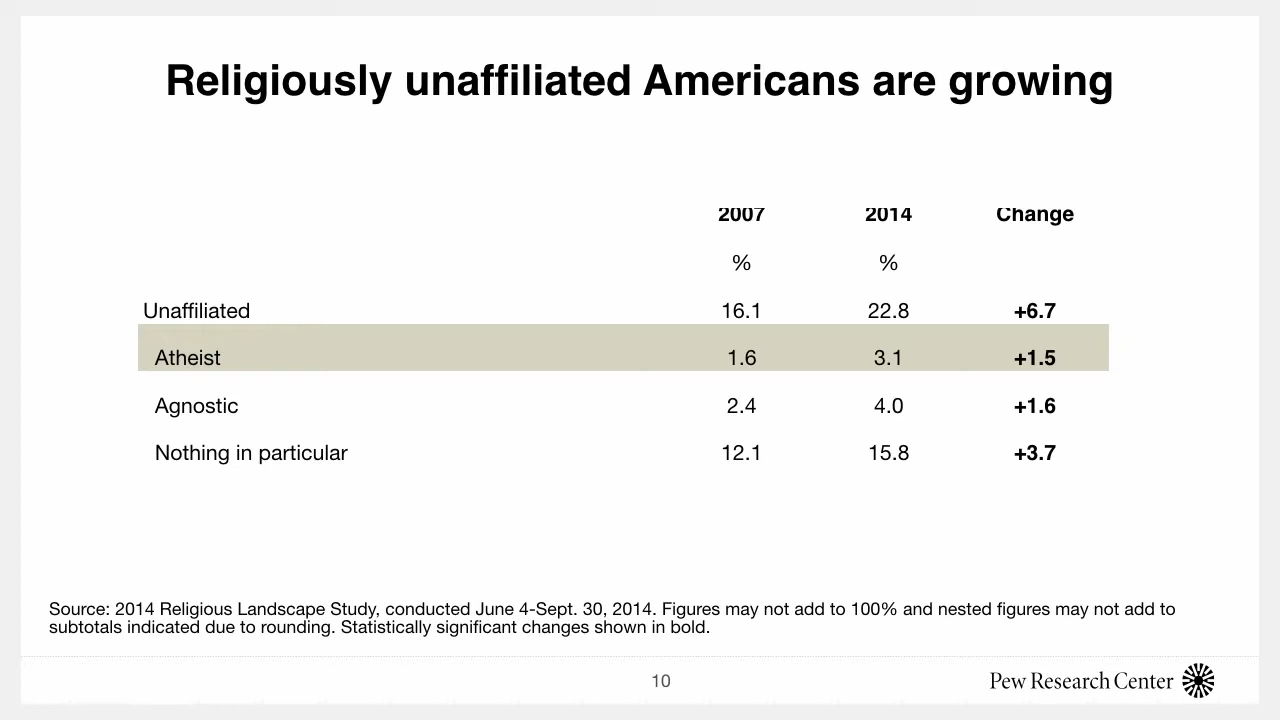 Religiously unaffiliated Americans are growing
2007 2014 Change
% %
Unaffiliated 16.1 22.8 +6.7
Atheist 1.6 3.1 +1.5
Agnostic 2.4 4.0 +1.6
Nothing in particular 12.1 15.8 +3.7
Source: 2014 Religious Landscape Study, conducted June 4-Sept. 30, 2014. Figures may not add to 100% and nested figures may not add to
subtotals indicated due to rounding. Statistically significant changes shown in bold.
10
Pew Research Center